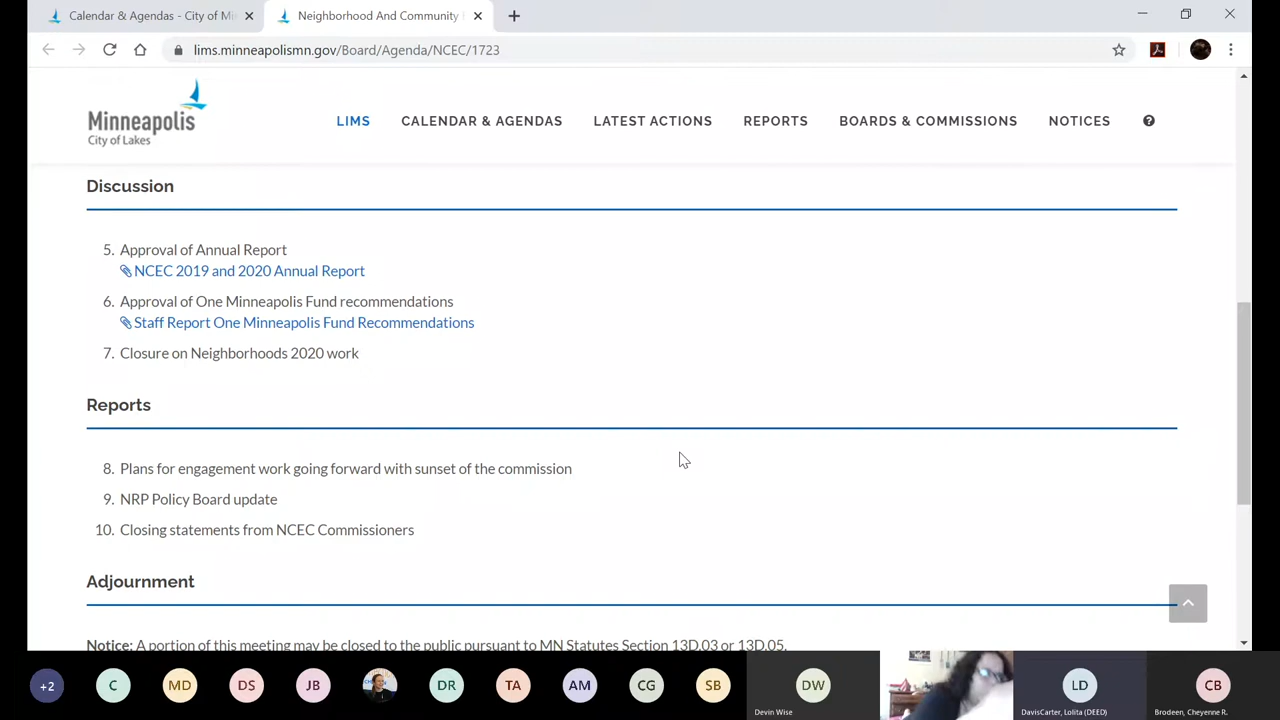 Calendar & Agendas - City of Mi
Neighborhood And Community
lims.minneapolismn.gov/Board/Agenda/NCEC/1723
Minneapolis
City of Lakes
LIMS CALENDAR & AGENDAS LATEST ACTIONS REPORTS BOARDS & COMMISSIONS NOTICES ?
Discussion
5. Approval of Annual Report
NCEC 2019 and 2020 Annual Report
6. Approval of One Minneapolis Fund recommendations
Staff Report One Minneapolis Fund Recommendations
7. Closure on Neighborhoods 2020 work
Reports
8. Plans for engagement work going forward with sunset of the commission
9. NRP Policy Board update
10. Closing statements from NCEC Commissioners
Adjournment
Notice: A portion of this meeting may be closed to the public pursuant to MN Statutes Section 13D.03 or 13D.05.
+2 C MD DS JB DR TA AM CG SB DW LD CB
Devin Wise DavisCarter, Lolita (DEED) Brodeen, Cheyenne R.